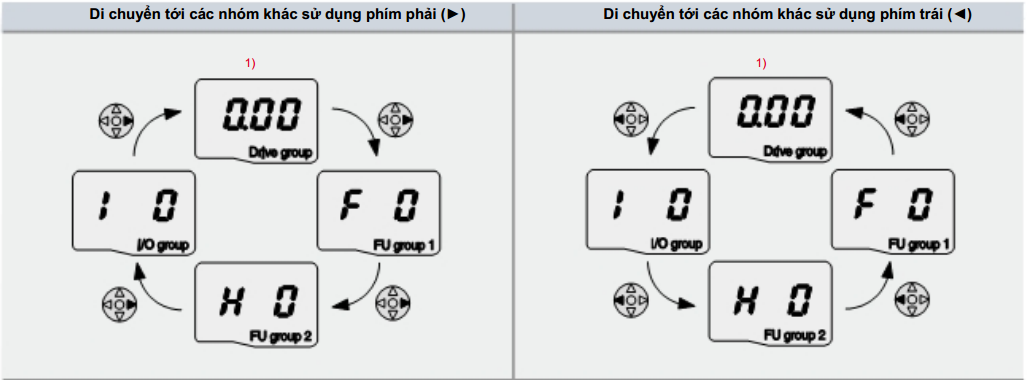 Di chuyển tới các nhóm khác sử dụng phím phải (►)
Di chuyển tới các nhóm khác sử dụng phím trái (◄)
1)
0.00
Drive group
I 0
I/O group
F 0
FU group 1
H 0
FU group 2
1)
0.00
Drive group
I 0
I/O group
F 0
FU group 1
H 0
FU group 2